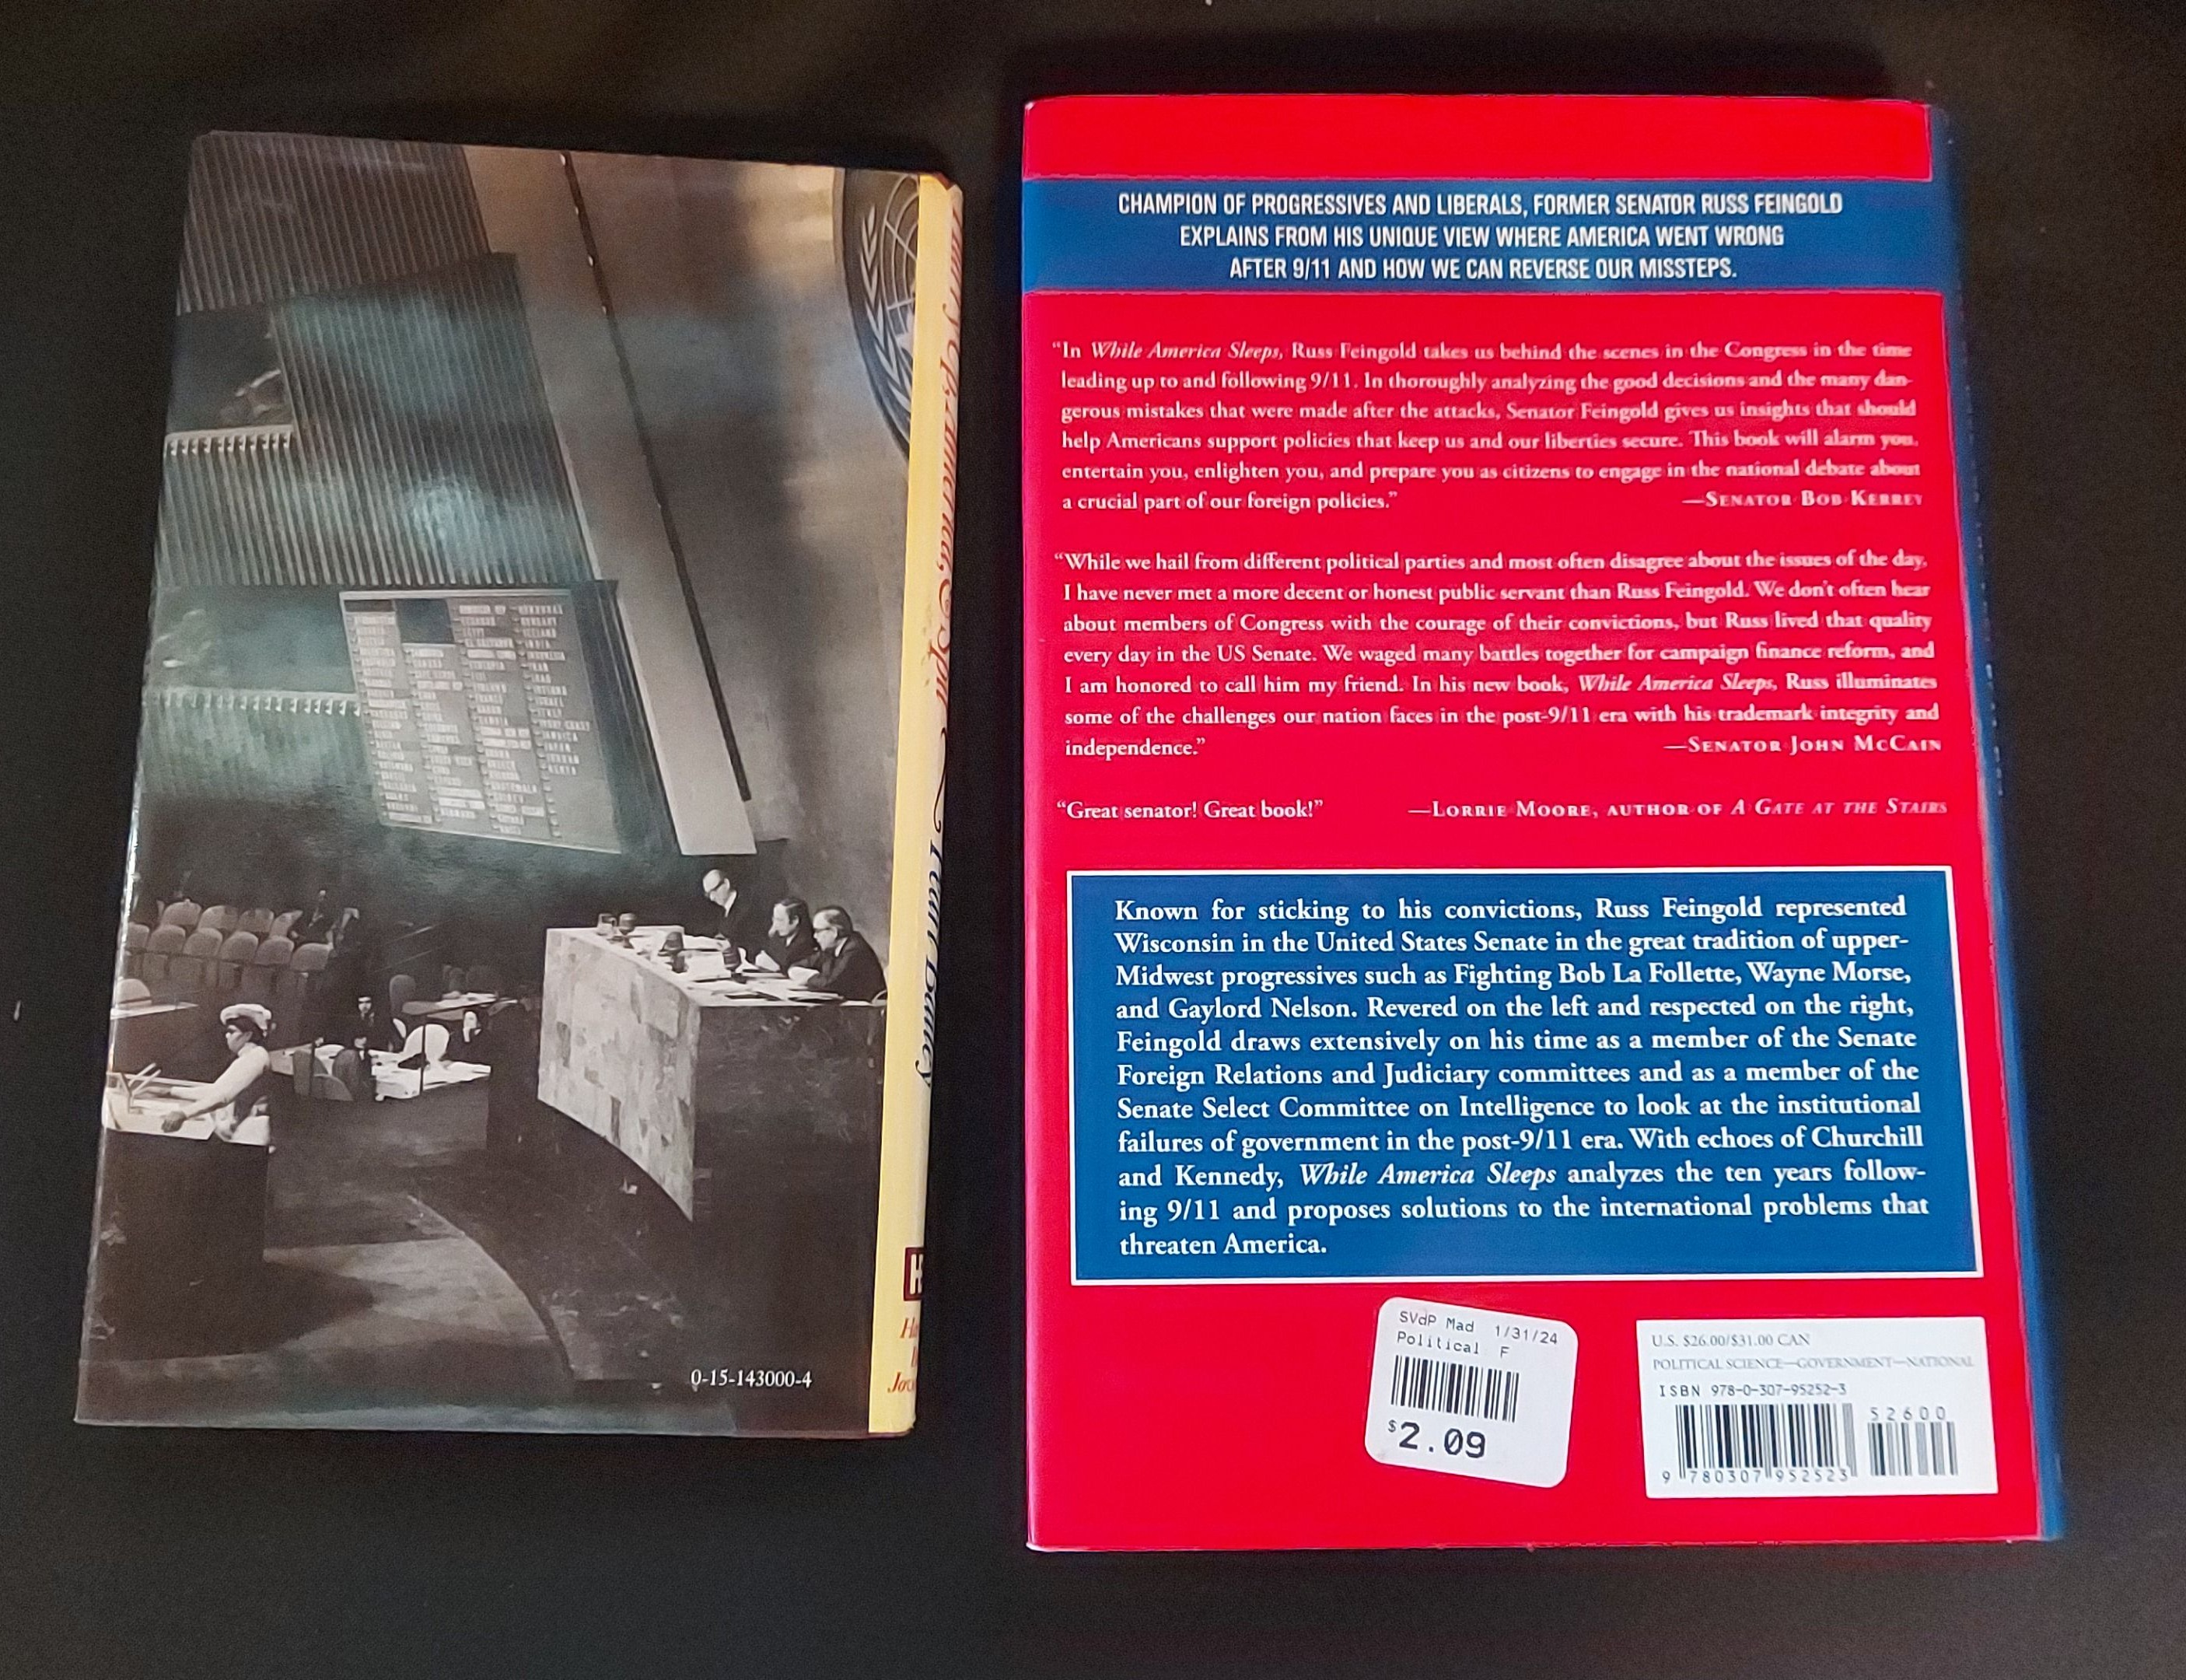 Pearl Bailey
0-15-143000-4
CHAMPION OF PROGRESSIVES AND LIBERALS, FORMER SENATOR RUSS FEINGOLD
EXPLAINS FROM HIS UNIQUE VIEW WHERE AMERICA WENT WRONG
AFTER 9/11 AND HOW WE CAN REVERSE OUR MISSTEPS.
“In While America Sleeps, Russ Feingold takes us behind the scenes in the Congress in the time
leading up to and following 9/11. In thoroughly analyzing the good decisions and the many dan-
gerous mistakes that were made after the attacks, Senator Feingold gives us insights that should
help Americans support policies that keep us and our liberties secure. This book will alarm you,
entertain you, enlighten you, and prepare you as citizens to engage in the national debate about
a crucial part of our foreign policies.” —SENATOR BOB KERREY
“While we hail from different political parties and most often disagree about the issues of the day,
I have never met a more decent or honest public servant than Russ Feingold. We don’t often hear
about members of Congress with the courage of their convictions, but Russ lived that quality
every day in the US Senate. We waged many battles together for campaign finance reform, and
I am honored to call him my friend. In his new book, While America Sleeps, Russ illuminates
some of the challenges our nation faces in the post-9/11 era with his trademark integrity and
independence.” —SENATOR JOHN MCCAIN
“Great senator! Great book!” —LORRIE MOORE, AUTHOR OF A GATE AT THE STAIRS
Known for sticking to his convictions, Russ Feingold represented
Wisconsin in the United States Senate in the great tradition of upper-
Midwest progressives such as Fighting Bob La Follette, Wayne Morse,
and Gaylord Nelson. Revered on the left and respected on the right,
Feingold draws extensively on his time as a member of the Senate
Foreign Relations and Judiciary committees and as a member of the
Senate Select Committee on Intelligence to look at the institutional
failures of government in the post-9/11 era. With echoes of Churchill
and Kennedy, While America Sleeps analyzes the ten years follow-
ing 9/11 and proposes solutions to the international problems that
threaten America.
SVdP Mad 1/31/24
Political F
$2.09
U.S. $26.00/$31.00 CAN
POLITICAL SCIENCE—GOVERNMENT—NATIONAL
ISBN 978-0-307-95252-3
52600
9 780307 952523